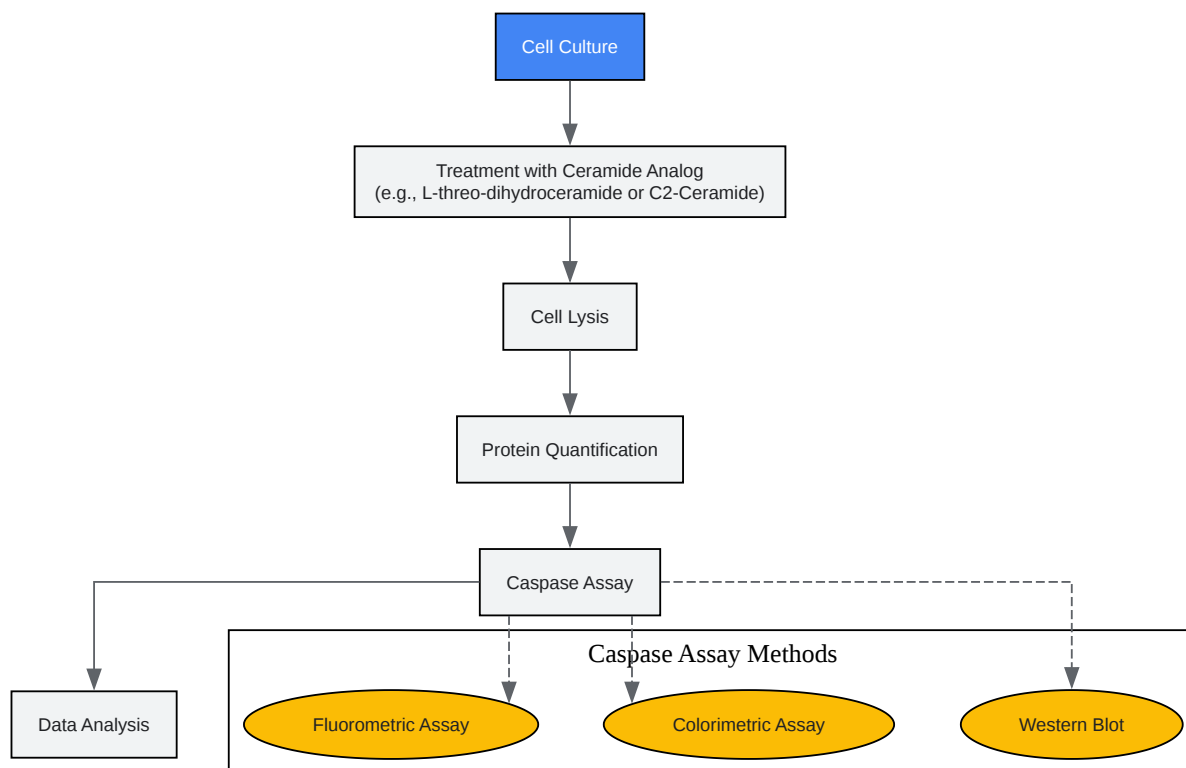 Cell Culture
Treatment with Ceramide Analog
(e.g., L-threo-dihydroceramide or C2-Ceramide)
Cell Lysis
Protein Quantification
Caspase Assay
Caspase Assay Methods
Data Analysis
Fluorometric Assay
Colorimetric Assay
Western Blot